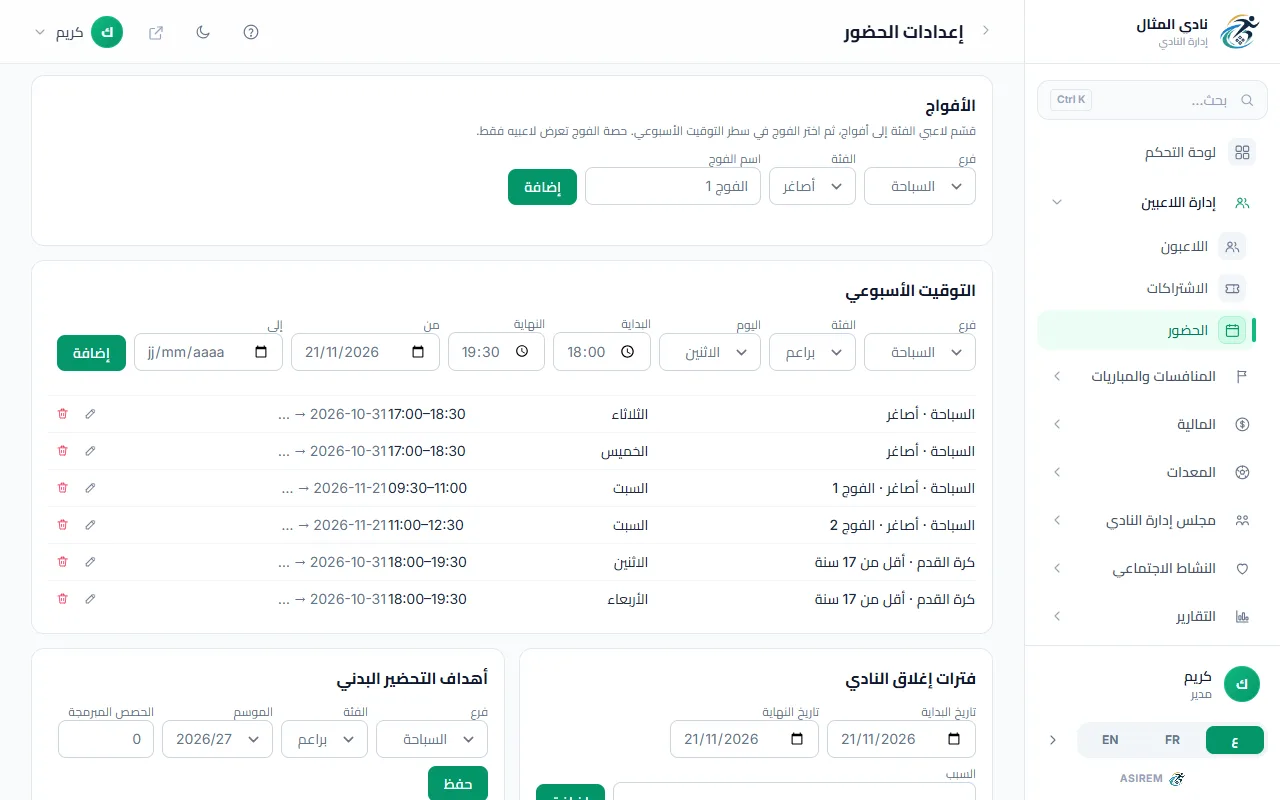 نادي المثال
إدارة النادي
بحث...
Ctrl K
لوحة التحكم
إدارة اللاعبين
اللاعبون
الاشتراكات
الحضور
المنافسات والمباريات
المالية
المعدات
مجلس إدارة النادي
النشاط الاجتماعي
التقارير
ك
كريم
مدير
ع
FR
EN
ASIREM
إعدادات الحضور
ك
كريم
الأفواج
قسّم لاعبي الفئة إلى أفواج، ثم اختر الفوج في سطر التوقيت الأسبوعي. حصة الفوج تعرض لاعبيه فقط.
فرع الفئة اسم الفوج
السباحة أصاغر الفوج 1 إضافة
التوقيت الأسبوعي
فرع الفئة اليوم البداية النهاية من إلى
السباحة براعم الاثنين 18:00 19:30 21/11/2026 jj/mm/aaaa إضافة
السباحة · أصاغر الثلاثاء 17:00–18:30 2026-10-31 → ...
السباحة · أصاغر الخميس 17:00–18:30 2026-10-31 → ...
السباحة · أصاغر · الفوج 1 السبت 09:30–11:00 2026-11-21 → ...
السباحة · أصاغر · الفوج 2 السبت 11:00–12:30 2026-11-21 → ...
كرة القدم · أقل من 17 سنة الاثنين 18:00–19:30 2026-10-31 → ...
كرة القدم · أقل من 17 سنة الأربعاء 18:00–19:30 2026-10-31 → ...
فترات إغلاق النادي
تاريخ البداية تاريخ النهاية
21/11/2026 21/11/2026
السبب
أهداف التحضير البدني
فرع الفئة الموسم الحصص المبرمجة
السباحة براعم 2026/27 0
حفظ